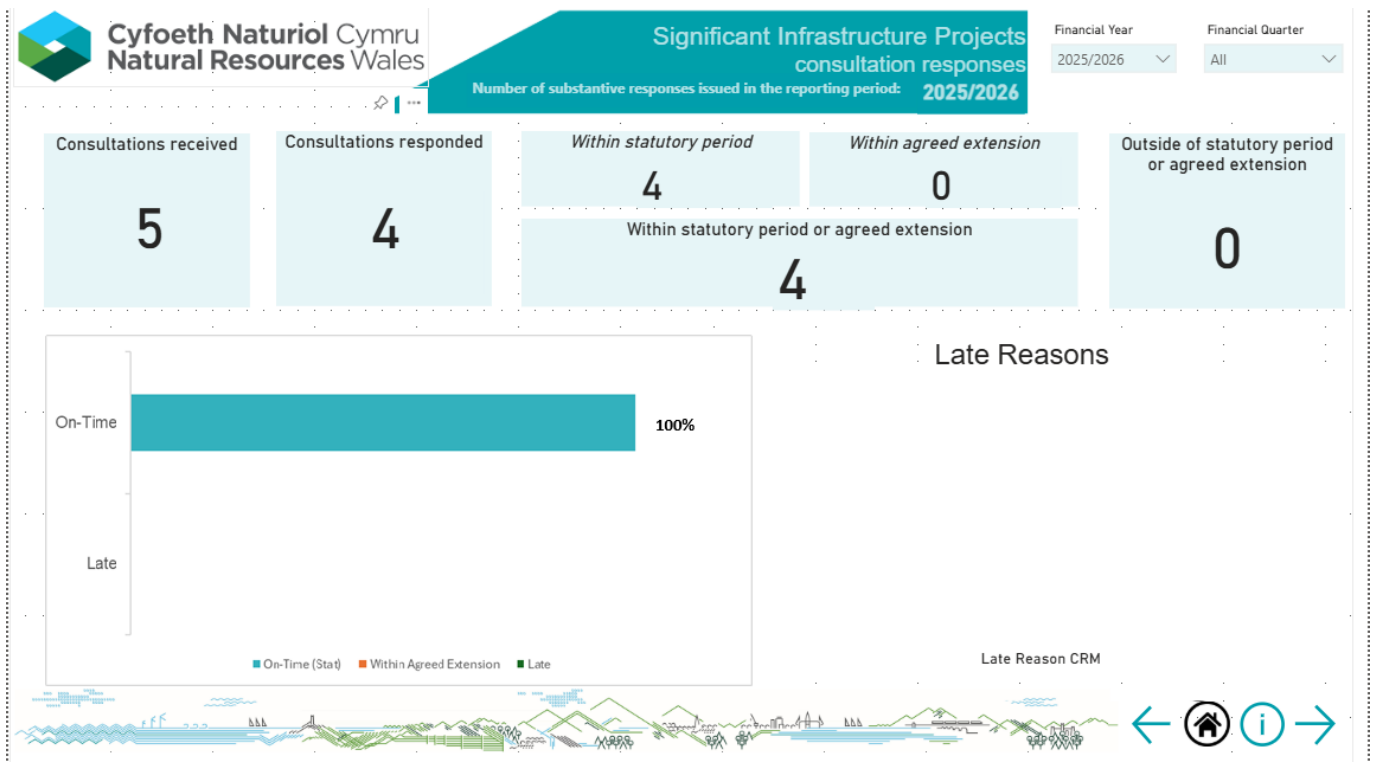 Cyfoeth Naturiol Cymru
Natural Resources Wales
Significant Infrastructure Projects
consultation responses
Number of substantive responses issued in the reporting period: 2025/2026
Financial Year
2025/2026
Financial Quarter
All
Consultations received
5
Consultations responded
4
Within statutory period
4
Within agreed extension
0
Within statutory period or agreed extension
4
Outside of statutory period
or agreed extension
0
On-Time
100%
Late
On-Time (Stat)
Within Agreed Extension
Late
Late Reasons
Late Reason CRM
i